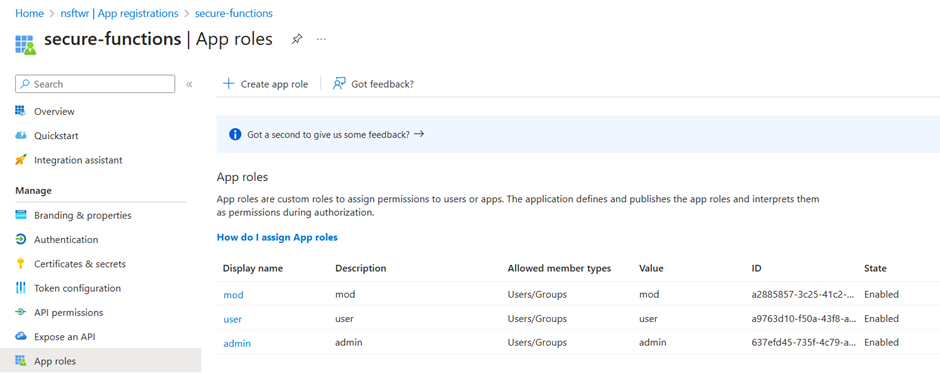 Home > nsftwr | App registrations > secure-functions
secure-functions | App roles
Search
«
Create app role
Got feedback?
Overview
Quickstart
Integration assistant
Manage
Branding & properties
Authentication
Certificates & secrets
Token configuration
API permissions
Expose an API
App roles
Got a second to give us some feedback? →
App roles
App roles are custom roles to assign permissions to users or apps. The application defines and publishes the app roles and interprets them
as permissions during authorization.
How do I assign App roles
Display name Description Allowed member types Value ID State
mod mod Users/Groups mod a2885857-3c25-41c2-... Enabled
user user Users/Groups user a9763d10-f50a-43f8-a... Enabled
admin admin Users/Groups admin 637efd45-735f-4c79-a... Enabled